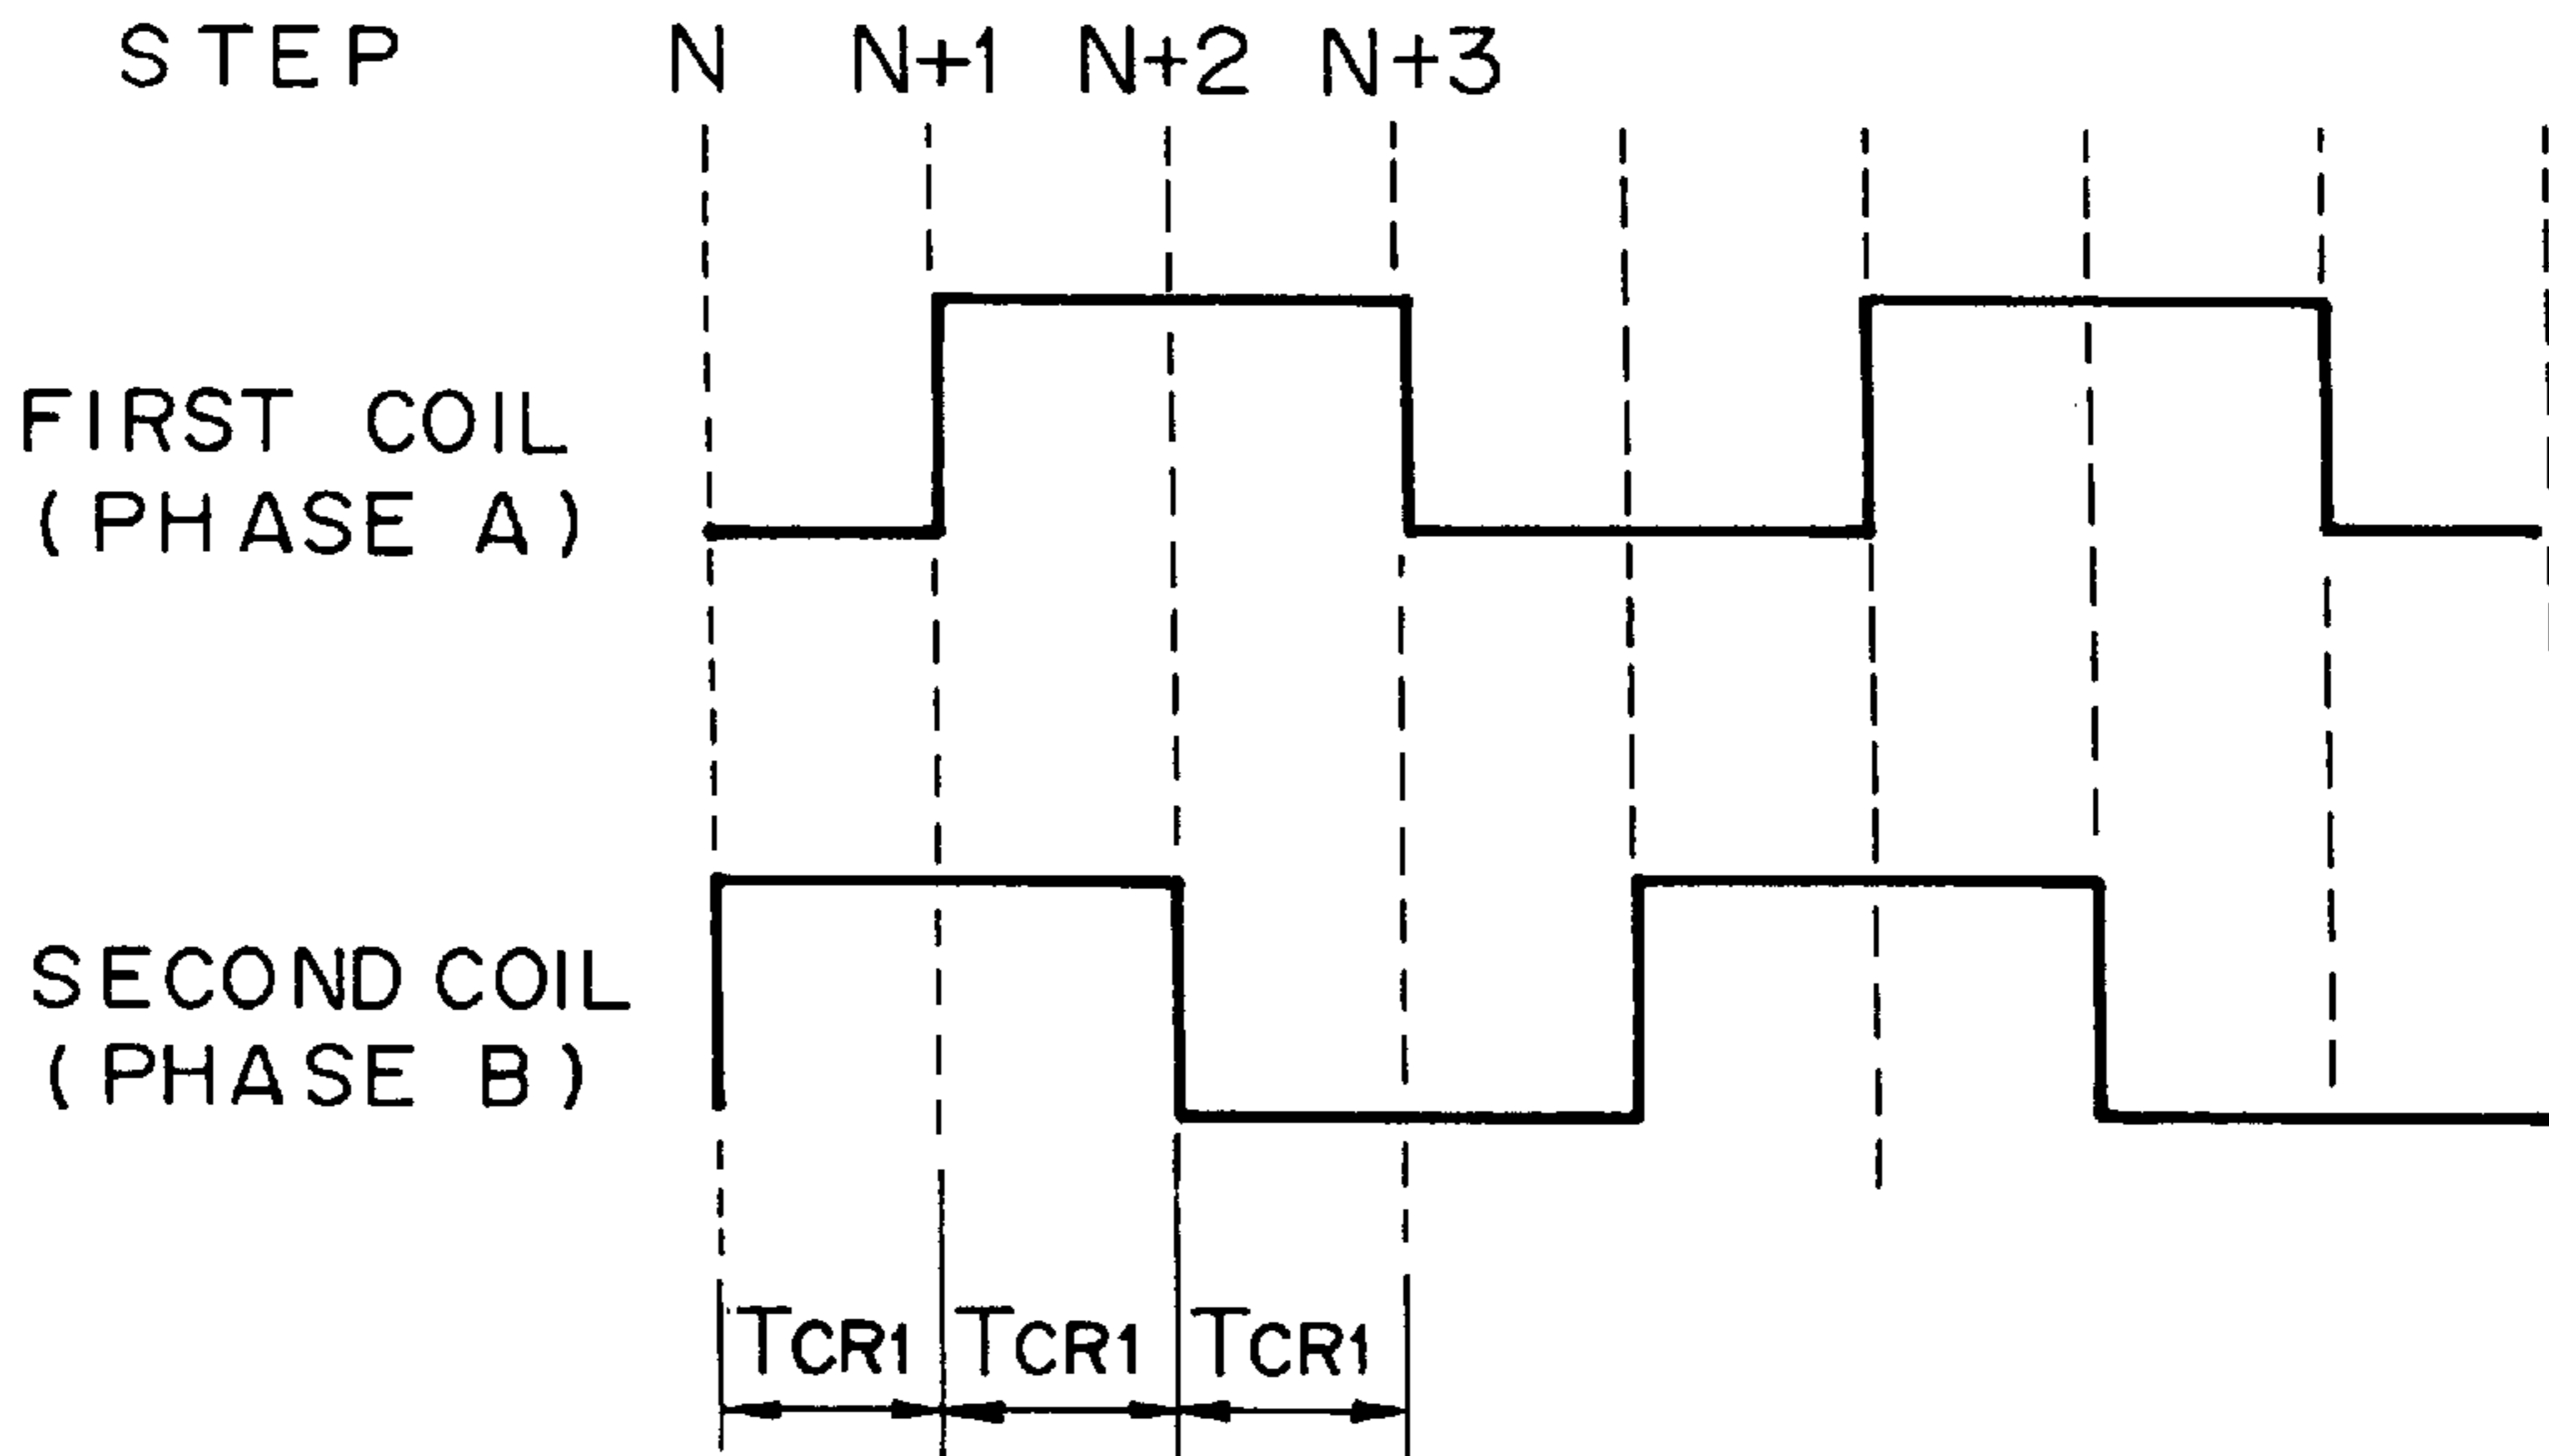 STEP N N+1 N+2 N+3
FIRST COIL
(PHASE A)
SECOND COIL
(PHASE B)
TCR1 TCR1 TCR1